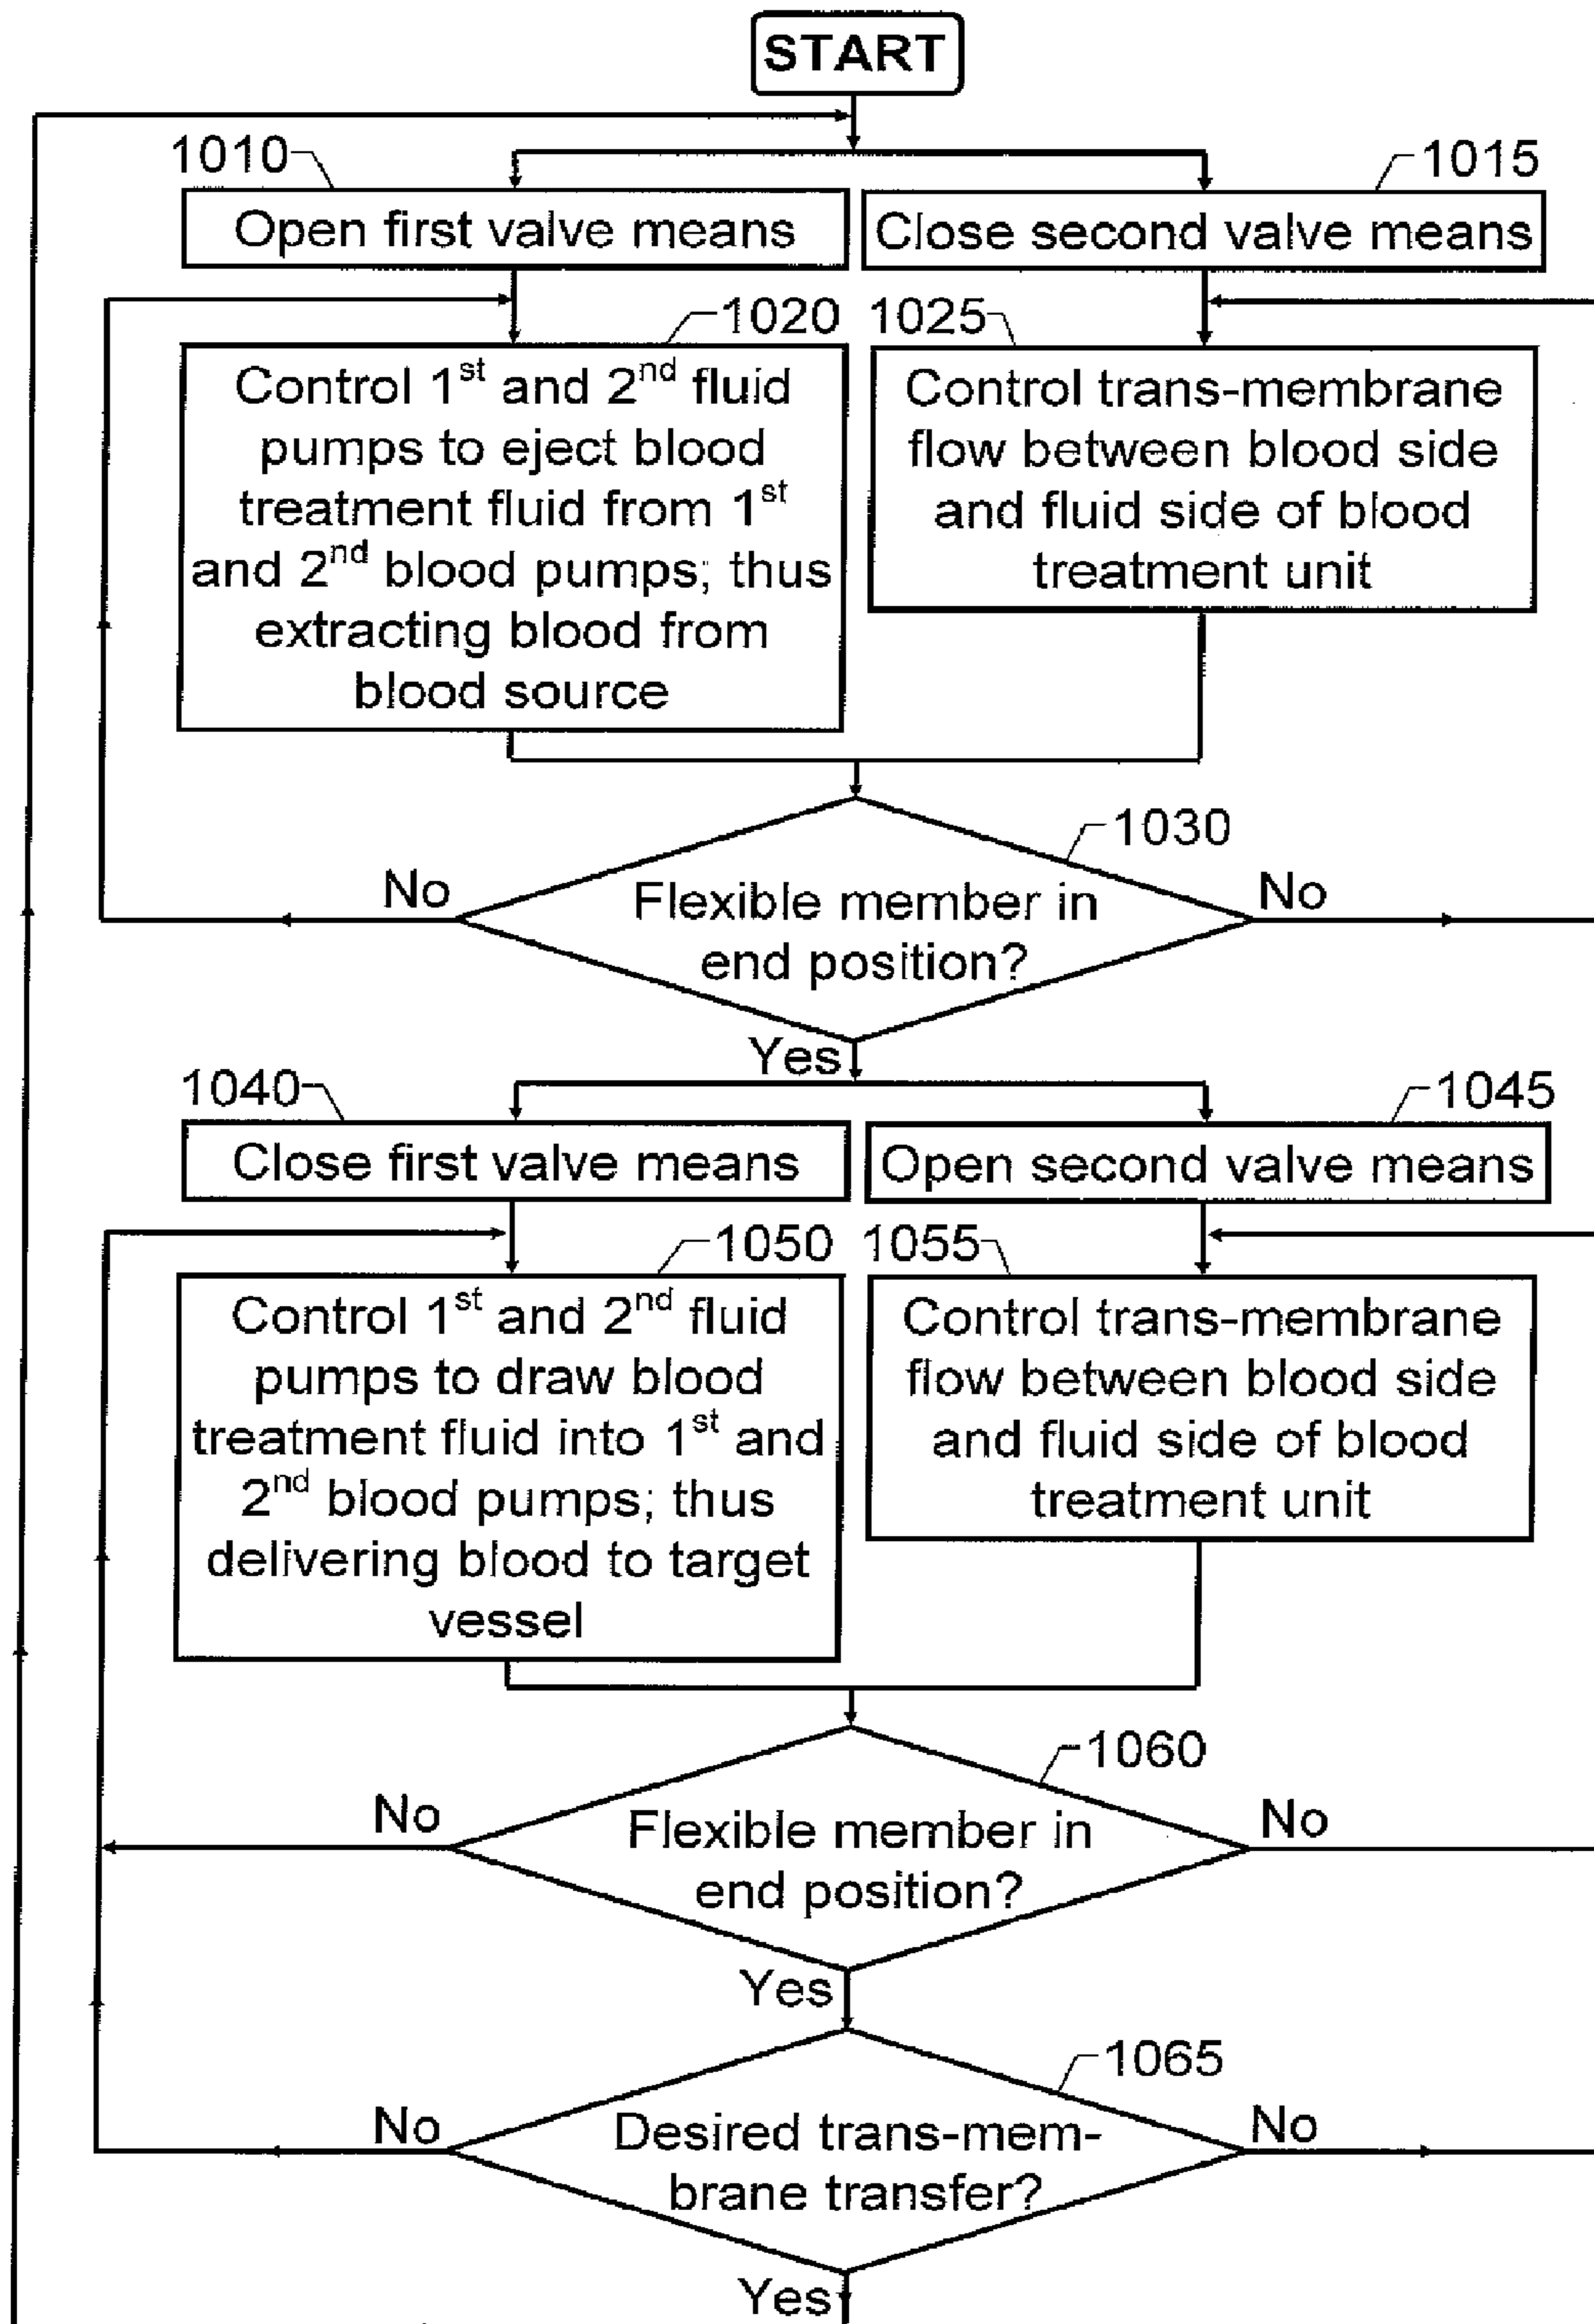 START
1010
1015
Open first valve means
Close second valve means
1020
1025
Control 1st and 2nd fluid
pumps to eject blood
treatment fluid from 1st
and 2nd blood pumps; thus
extracting blood from
blood source
Control trans-membrane
flow between blood side
and fluid side of blood
treatment unit
1030
No
Flexible member in
end position?
No
Yes
1040
1045
Close first valve means
Open second valve means
1050
1055
Control 1st and 2nd fluid
pumps to draw blood
treatment fluid into 1st and
2nd blood pumps; thus
delivering blood to target
vessel
Control trans-membrane
flow between blood side
and fluid side of blood
treatment unit
1060
No
Flexible member in
end position?
No
Yes
1065
No
Desired trans-mem-
brane transfer?
No
Yes